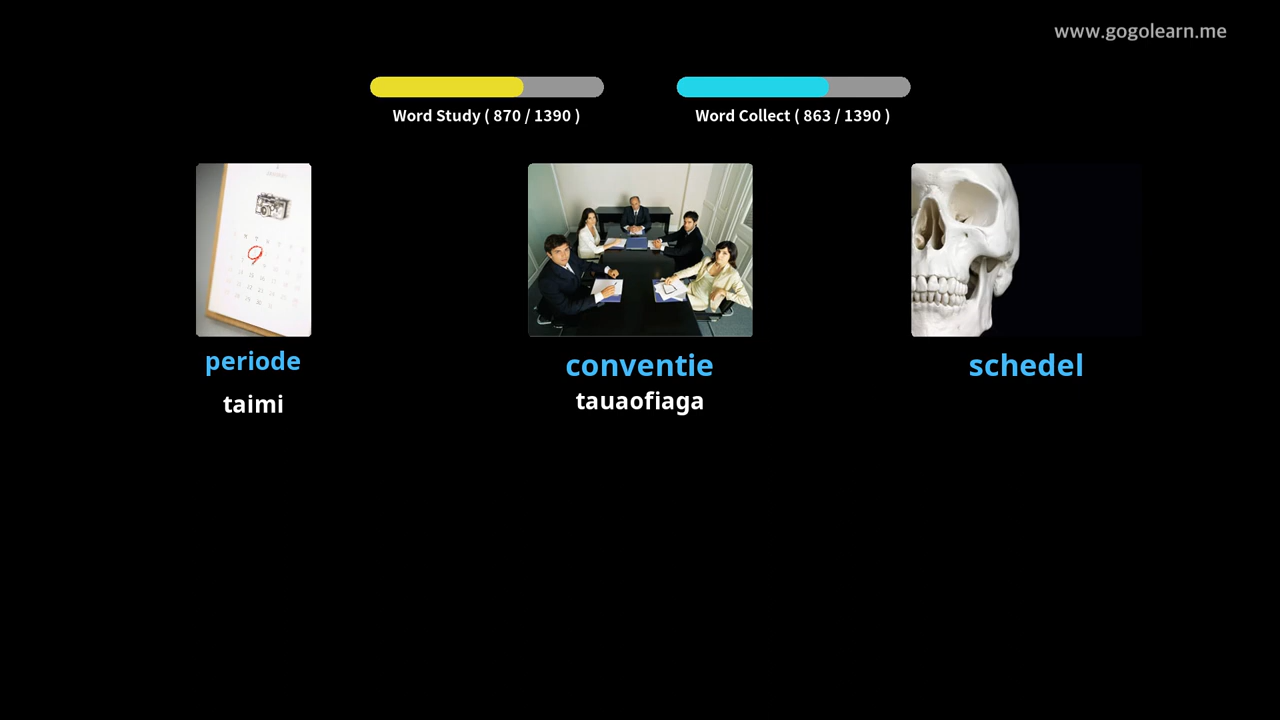 www.gogolearn.me
Word Study ( 870 / 1390 )
Word Collect ( 863 / 1390 )
periode
taimi
conventie
tauaofiaga
schedel